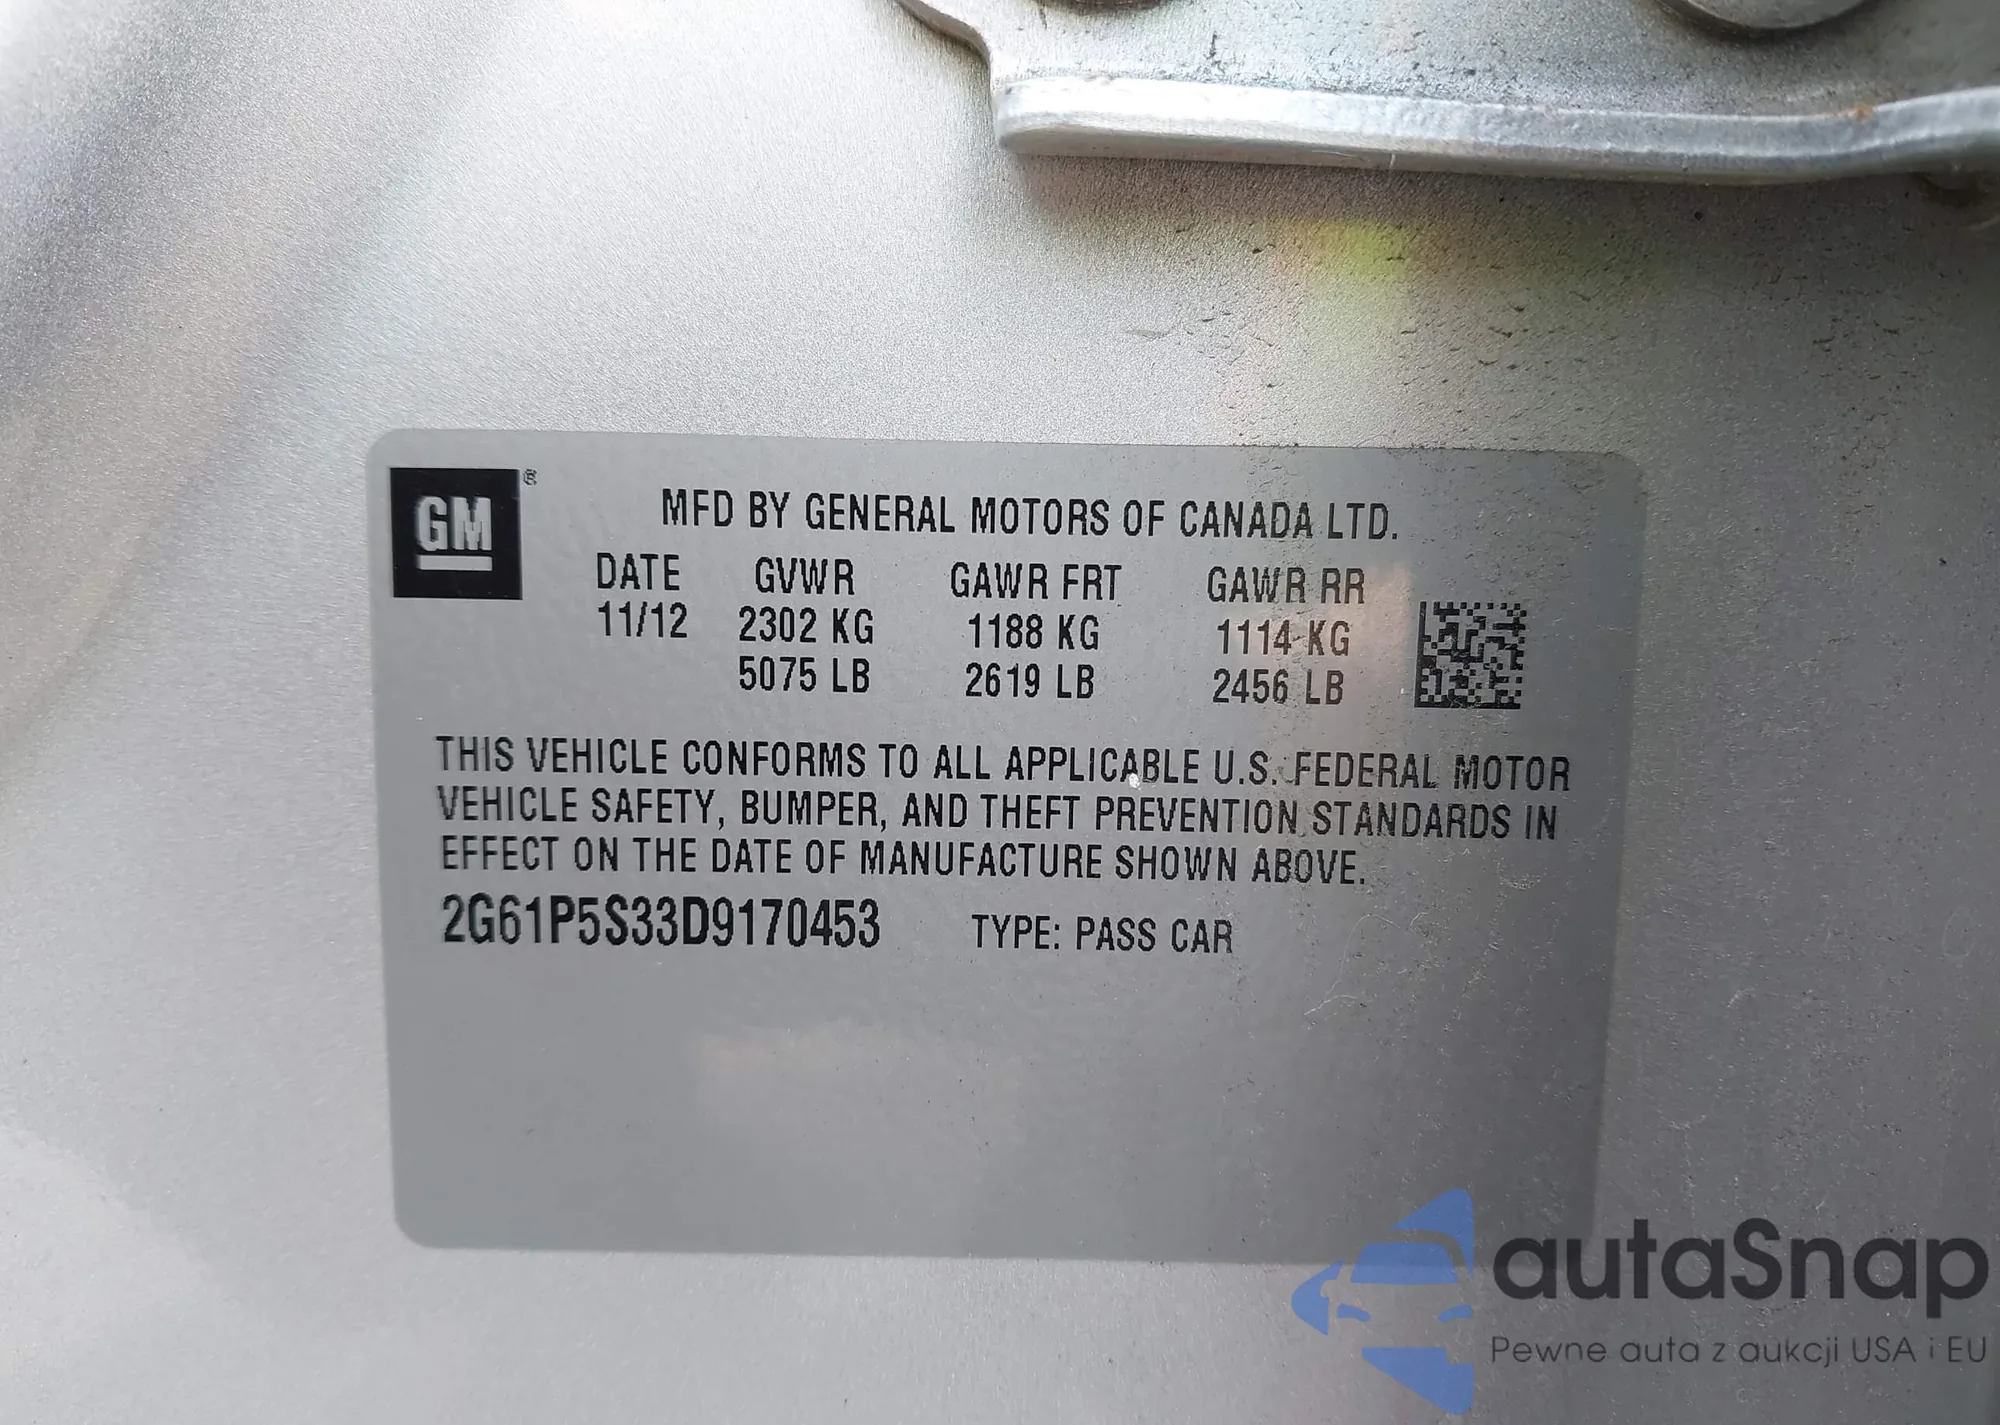 GM ®
MFD BY GENERAL MOTORS OF CANADA LTD.
DATE GVWR GAWR FRT GAWR RR
11/12 2302 KG 1188 KG 1114 KG
5075 LB 2619 LB 2456 LB
THIS VEHICLE CONFORMS TO ALL APPLICABLE U.S. FEDERAL MOTOR
VEHICLE SAFETY, BUMPER, AND THEFT PREVENTION STANDARDS IN
EFFECT ON THE DATE OF MANUFACTURE SHOWN ABOVE.
2G61P5S33D9170453 TYPE: PASS CAR
autaSnap
Pewne auta z aukcji USA i EU